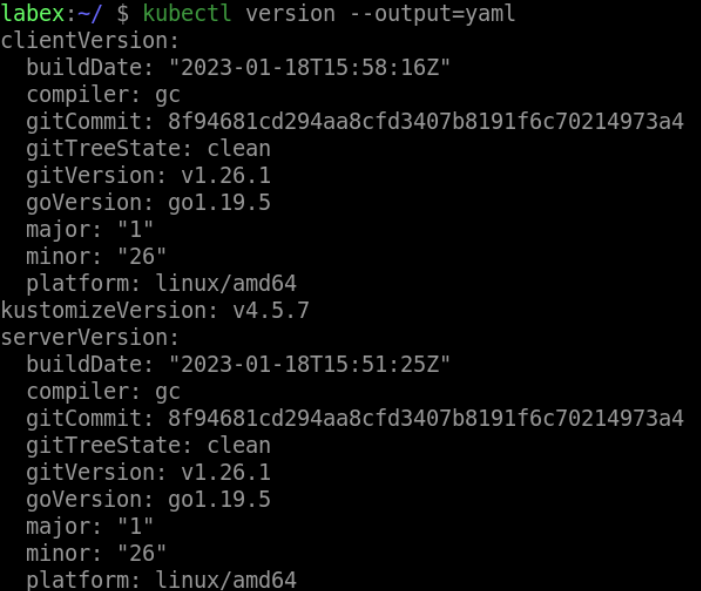 labex:~/ $ kubectl version --output=yaml
clientVersion:
  buildDate: "2023-01-18T15:58:16Z"
  compiler: gc
  gitCommit: 8f94681cd294aa8cfd3407b8191f6c70214973a4
  gitTreeState: clean
  gitVersion: v1.26.1
  goVersion: go1.19.5
  major: "1"
  minor: "26"
  platform: linux/amd64
kustomizeVersion: v4.5.7
serverVersion:
  buildDate: "2023-01-18T15:51:25Z"
  compiler: gc
  gitCommit: 8f94681cd294aa8cfd3407b8191f6c70214973a4
  gitTreeState: clean
  gitVersion: v1.26.1
  goVersion: go1.19.5
  major: "1"
  minor: "26"
  platform: linux/amd64